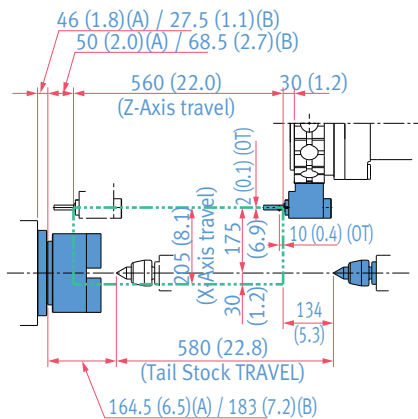 46 (1.8)(A) / 27.5 (1.1)(B)
50 (2.0)(A) / 68.5 (2.7)(B)
560 (22.0)
(Z-Axis travel)
30 (1.2)
2 (0.1) (OT)
205 (8.1)
(X-Axis travel)
175
(6.9)
10 (0.4) (OT)
30
(1.2)
134
(5.3)
580 (22.8)
(Tail Stock TRAVEL)
164.5 (6.5)(A) / 183 (7.2)(B)